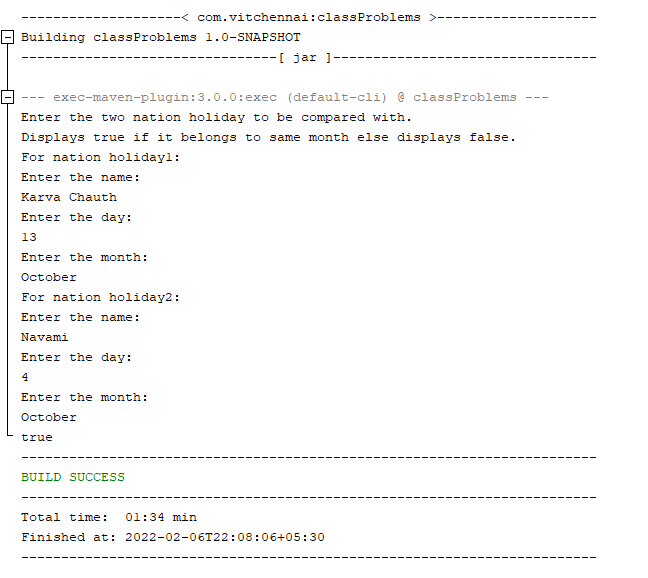 --------------------< com.vitchennai:classProblems >--------------------
Building classProblems 1.0-SNAPSHOT
--------------------------------[ jar ]---------------------------------
--- exec-maven-plugin:3.0.0:exec (default-cli) @ classProblems ---
Enter the two nation holiday to be compared with.
Displays true if it belongs to same month else displays false.
For nation holiday1:
Enter the name:
Karva Chauth
Enter the day:
13
Enter the month:
October
For nation holiday2:
Enter the name:
Navami
Enter the day:
4
Enter the month:
October
true
------------------------------------------------------------------------
BUILD SUCCESS
------------------------------------------------------------------------
Total time:  01:34 min
Finished at: 2022-02-06T22:08:06+05:30
------------------------------------------------------------------------